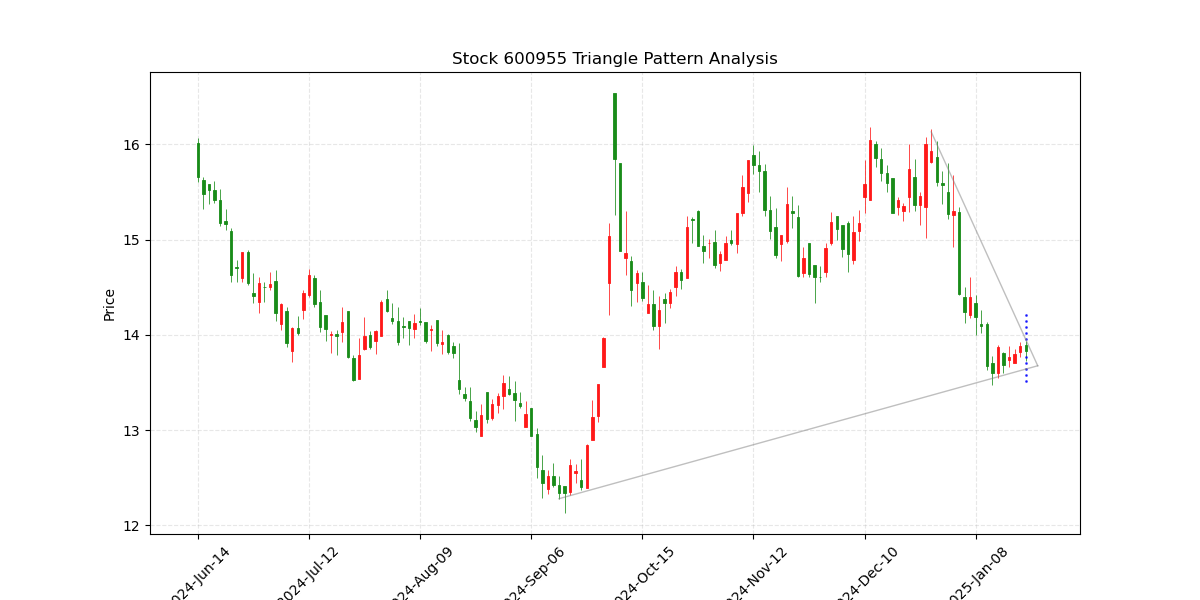 Stock 600955 Triangle Pattern Analysis
Price
16
15
14
13
12
2024-Jun-14
2024-Jul-12
2024-Aug-09
2024-Sep-06
2024-Oct-15
2024-Nov-12
2024-Dec-10
2025-Jan-08